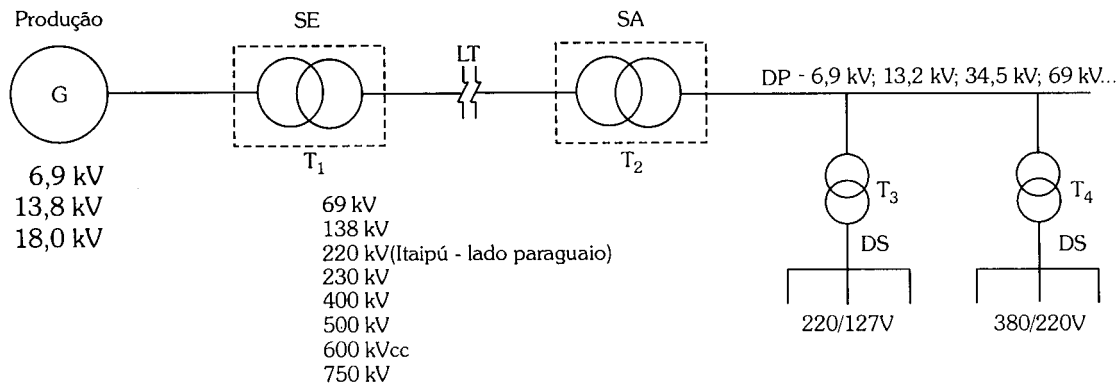 Produção
SE
SA
LT
G
DP - 6,9 kV; 13,2 kV; 34,5 kV; 69 kV...
T1
T2
6,9 kV
13,8 kV
18,0 kV
69 kV
138 kV
220 kV(Itaipú - lado paraguaio)
230 kV
400 kV
500 kV
600 kVcc
750 kV
T3
T4
DS
DS
220/127V
380/220V